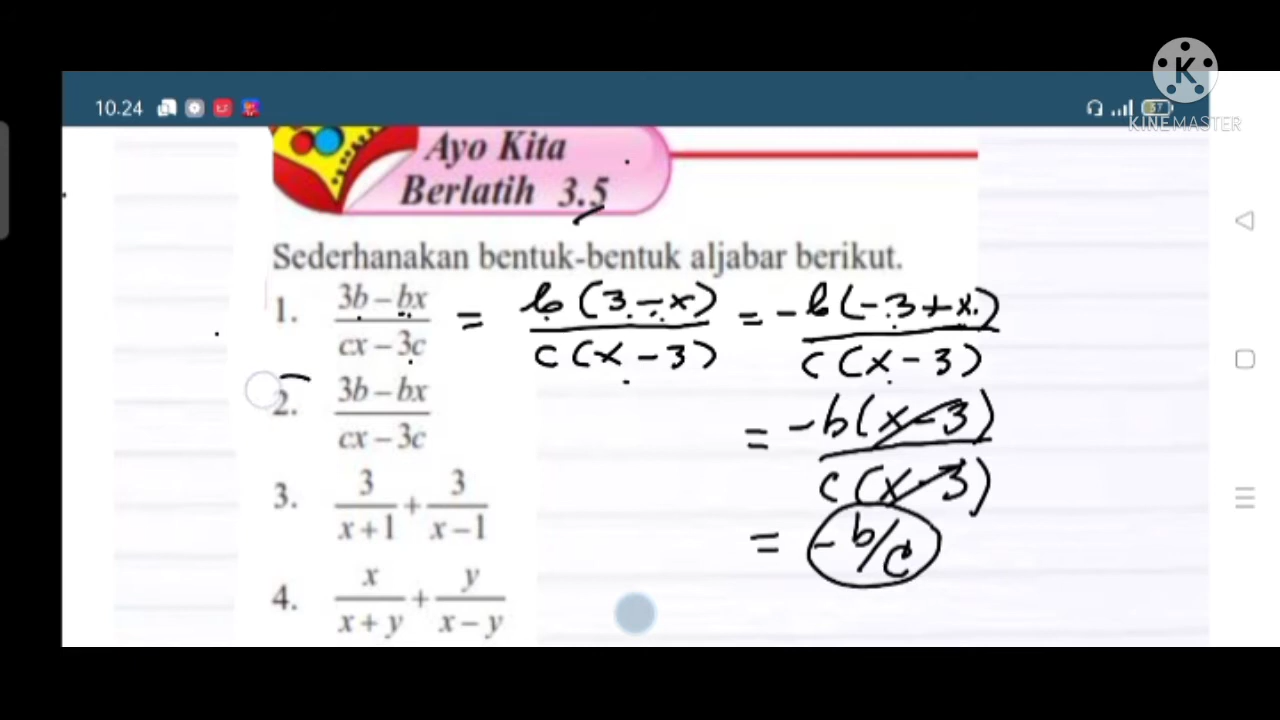 10.24
37
KINEMASTER
Ayo Kita
Berlatih 3.5
Sederhanakan bentuk-bentuk aljabar berikut.
1. (3b – bx)/(cx – 3c) = b(3 – x)/c(x – 3) = -b(-3 + x)/c(x – 3)
= -b(x – 3)/c(x – 3)
= -b/c
2. (3b – bx)/(cx – 3c)
3. 3/(x + 1) + 3/(x – 1)
4. x/(x + y) + y/(x – y)